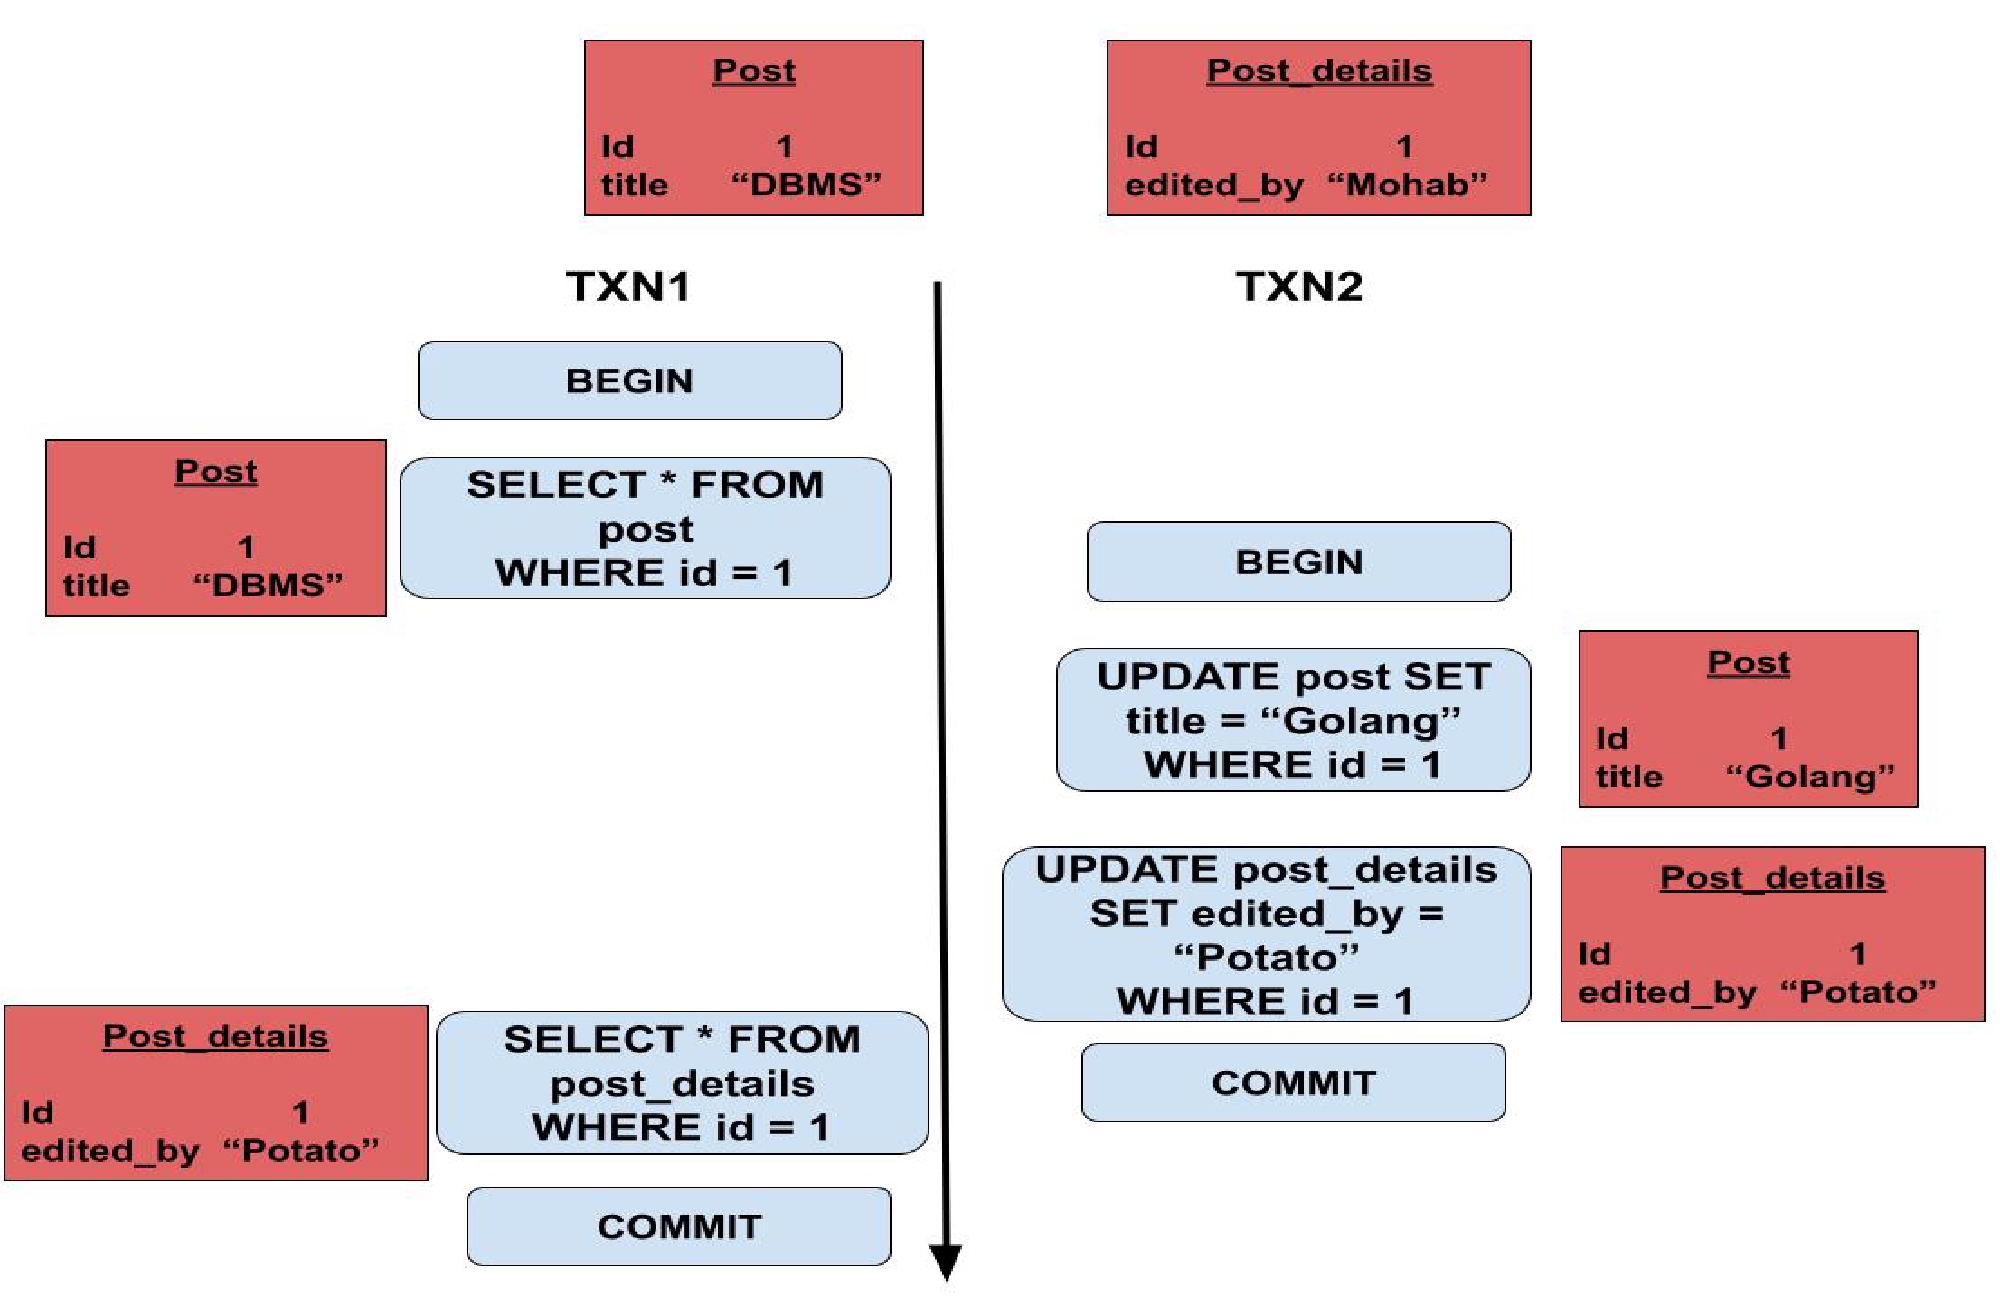 Post
Id 1
title “DBMS”
Post_details
Id 1
edited_by “Mohab”
TXN1
TXN2
BEGIN
Post
Id 1
title “DBMS”
SELECT * FROM
post
WHERE id = 1
BEGIN
UPDATE post SET
title = “Golang”
WHERE id = 1
Post
Id 1
title “Golang”
UPDATE post_details
SET edited_by =
“Potato”
WHERE id = 1
Post_details
Id 1
edited_by “Potato”
Post_details
Id 1
edited_by “Potato”
SELECT * FROM
post_details
WHERE id = 1
COMMIT
COMMIT